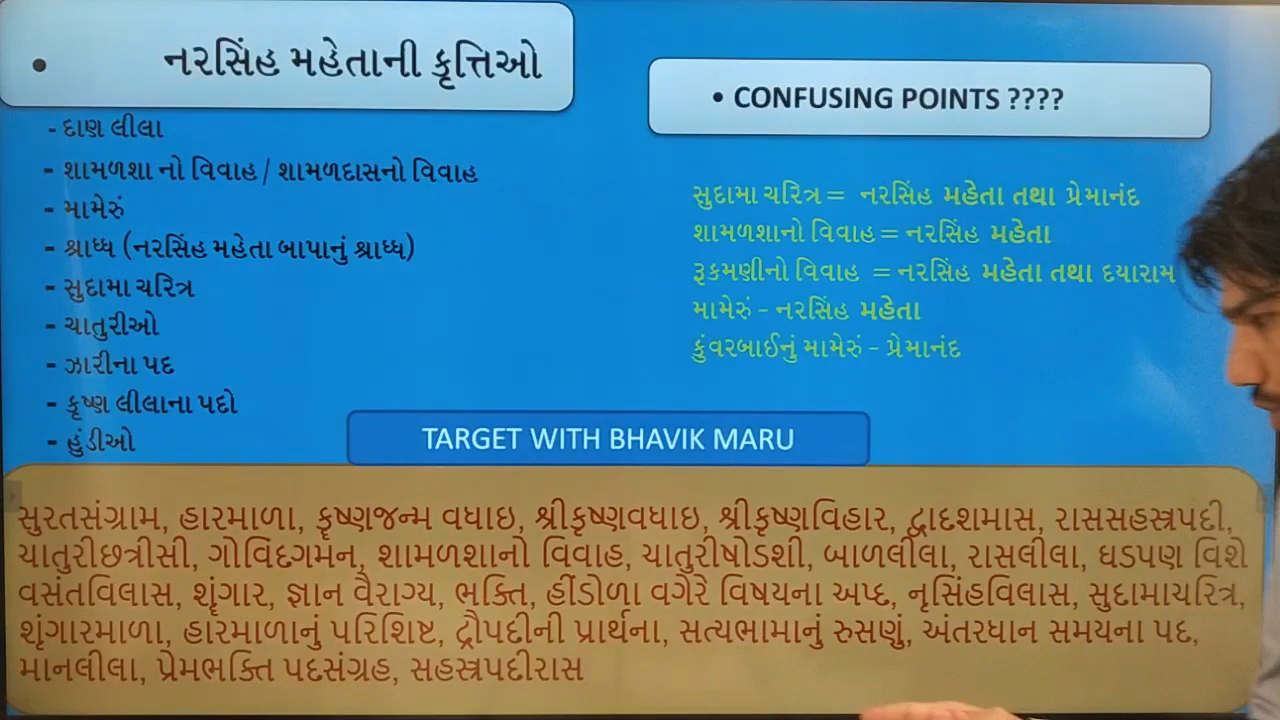 • નરસિંહ મહેતાની કૃત્તિઓ
- દાણ લીલા
- શામળશા નો વિવાહ / શામળદાસનો વિવાહ
- મામેરું
- શ્રાધ્ધ (નરસિંહ મહેતા બાપાનું શ્રાધ્ધ)
- સુદામા ચરિત્ર
- ચાતુરીઓ
- ઝારીના પદ
- કૃષ્ણ લીલાના પદો
- હુંડીઓ
• CONFUSING POINTS ????
સુદામા ચરિત્ર = નરસિંહ મહેતા તથા પ્રેમાનંદ
શામળશાનો વિવાહ = નરસિંહ મહેતા
રૂકમણીનો વિવાહ = નરસિંહ મહેતા તથા દયારામ
મામેરું - નરસિંહ મહેતા
કુંવરબાઈનું મામેરું - પ્રેમાનંદ
TARGET WITH BHAVIK MARU
સુરતસંગ્રામ, હારમાળા, કૃષ્ણજન્મ વધાઇ, શ્રીકૃષ્ણવધાઇ, શ્રીકૃષ્ણવિહાર, દ્વાદશમાસ, રાસસહસ્ત્રપદી,
ચાતુરીછત્રીસી, ગોવિંદગમન, શામળશાનો વિવાહ, ચાતુરીષોડશી, બાળલીલા, રાસલીલા, ઘડપણ વિશે
વસંતવિલાસ, શૃંગાર, જ્ઞાન વૈરાગ્ય, ભક્તિ, હીંડોળા વગેરે વિષયના અપ્દ, નૃસિંહવિલાસ, સુદામાચરિત્ર,
શૃંગારમાળા, હારમાળાનું પરિશિષ્ટ, દ્રૌપદીની પ્રાર્થના, સત્યભામાનું રુસણું, અંતરધાન સમયના પદ,
માનલીલા, પ્રેમભક્તિ પદસંગ્રહ, સહસ્ત્રપદીરાસ